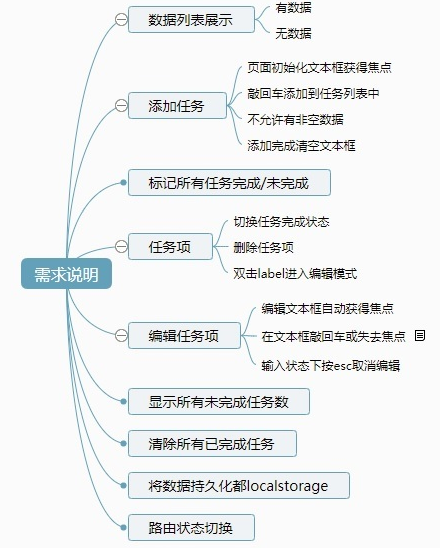 需求说明
数据列表展示
有数据
无数据
添加任务
页面初始化文本框获得焦点
敲回车添加到任务列表中
不允许有非空数据
添加完成清空文本框
标记所有任务完成/未完成
任务项
切换任务完成状态
删除任务项
双击label进入编辑模式
编辑任务项
编辑文本框自动获得焦点
在文本框敲回车或失去焦点
输入状态下按esc取消编辑
显示所有未完成任务数
清除所有已完成任务
将数据持久化都localstorage
路由状态切换